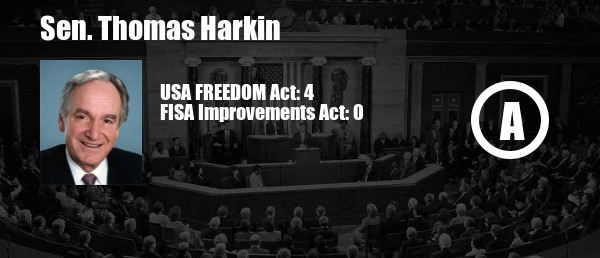 Sen. Thomas Harkin
USA FREEDOM Act: 4
FISA Improvements Act: 0
A